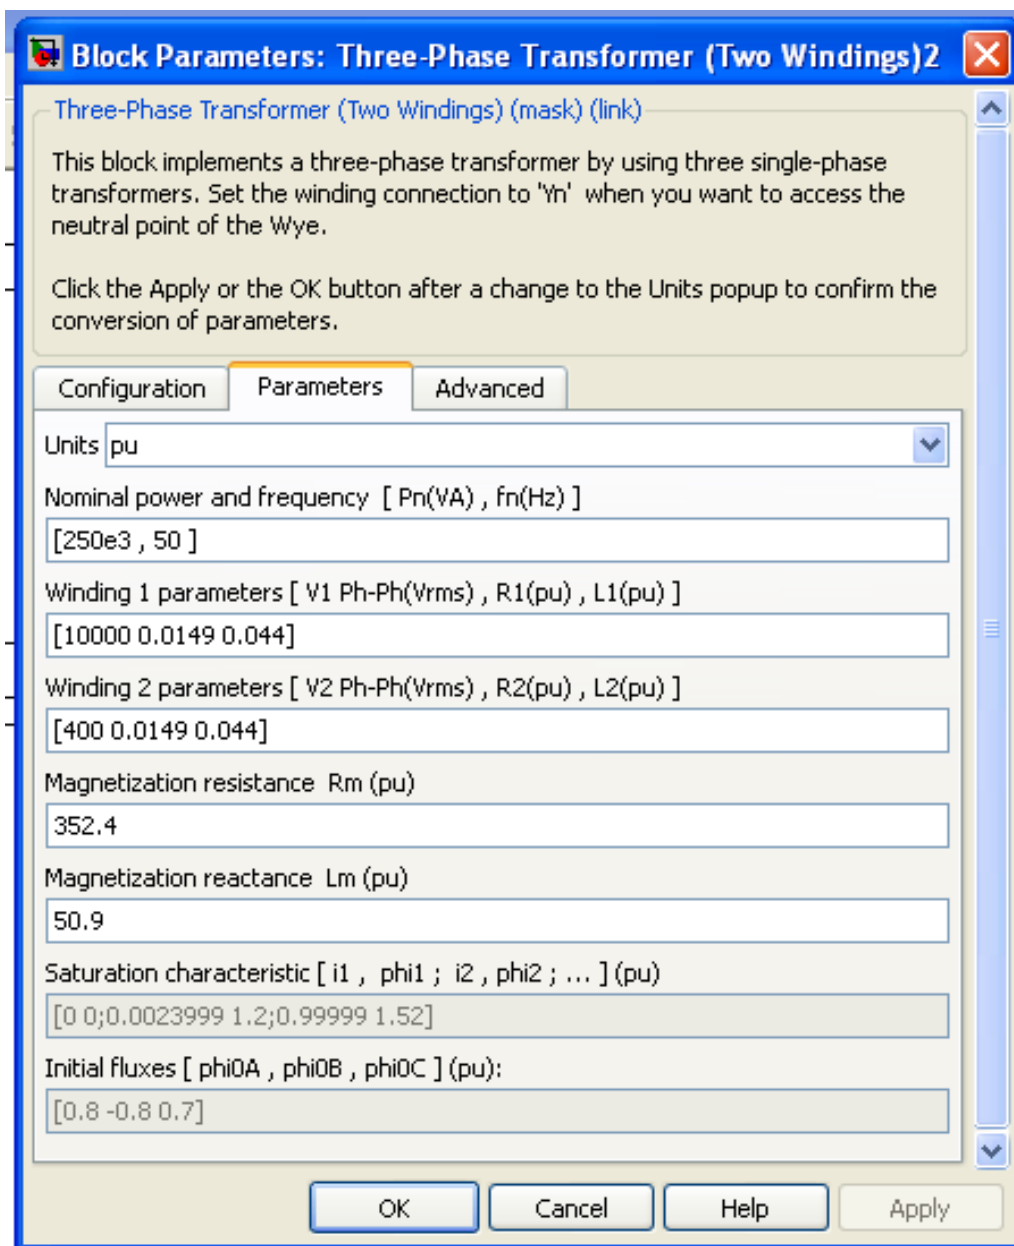 Block Parameters: Three-Phase Transformer (Two Windings)2
Three-Phase Transformer (Two Windings) (mask) (link)
This block implements a three-phase transformer by using three single-phase
transformers. Set the winding connection to 'Yn'  when you want to access the
neutral point of the Wye.
Click the Apply or the OK button after a change to the Units popup to confirm the
conversion of parameters.
Configuration
Parameters
Advanced
Units pu
Nominal power and frequency  [ Pn(VA) , fn(Hz) ]
[250e3 , 50 ]
Winding 1 parameters [ V1 Ph-Ph(Vrms) , R1(pu) , L1(pu) ]
[10000 0.0149 0.044]
Winding 2 parameters [ V2 Ph-Ph(Vrms) , R2(pu) , L2(pu) ]
[400 0.0149 0.044]
Magnetization resistance  Rm (pu)
352.4
Magnetization reactance  Lm (pu)
50.9
Saturation characteristic [ i1 ,  phi1 ;  i2 , phi2 ; ... ] (pu)
[0 0;0.0023999 1.2;0.99999 1.52]
Initial fluxes [ phi0A , phi0B , phi0C ] (pu):
[0.8 -0.8 0.7]
OK
Cancel
Help
Apply